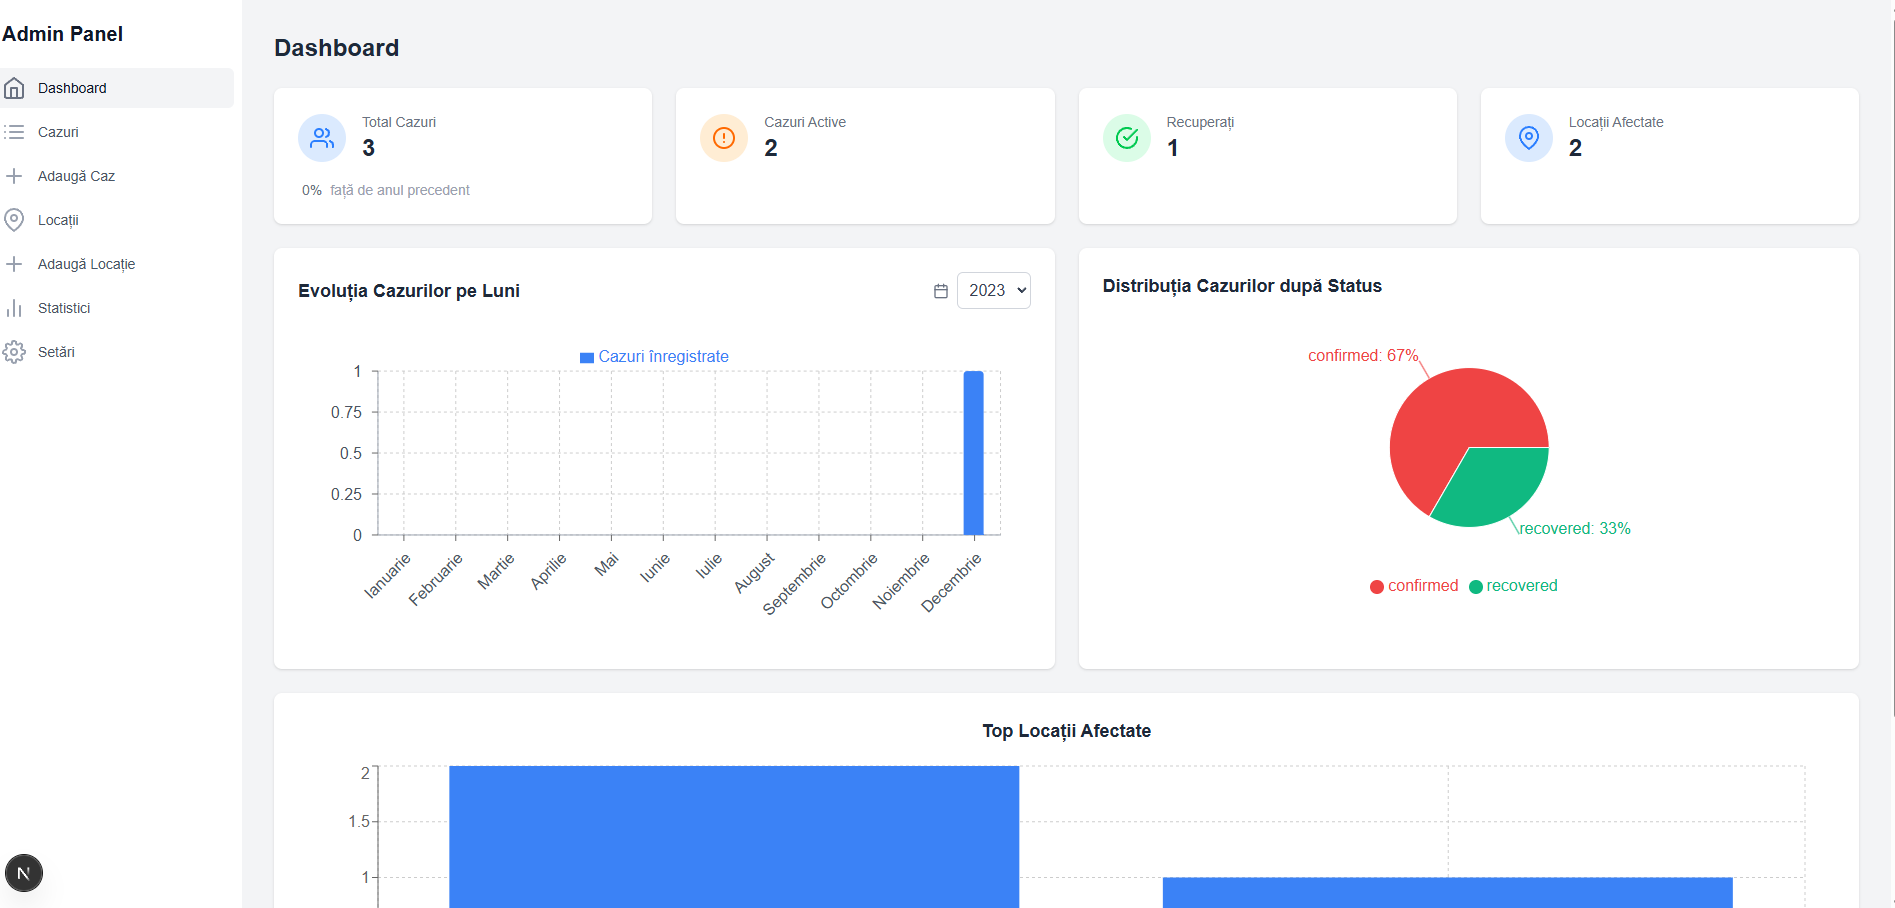 Admin Panel
Dashboard
Cazuri
Adaugă Caz
Locații
Adaugă Locație
Statistici
Setări
N
Dashboard
Total Cazuri
3
0% față de anul precedent
Cazuri Active
2
Recuperați
1
Locații Afectate
2
Evoluția Cazurilor pe Luni
2023
Cazuri înregistrate
1
0.75
0.5
0.25
0
Ianuarie
Februarie
Martie
Aprilie
Mai
Iunie
Iulie
August
Septembrie
Octombrie
Noiembrie
Decembrie
Distribuția Cazurilor după Status
confirmed: 67%
recovered: 33%
confirmed recovered
Top Locații Afectate
2
1.5
1